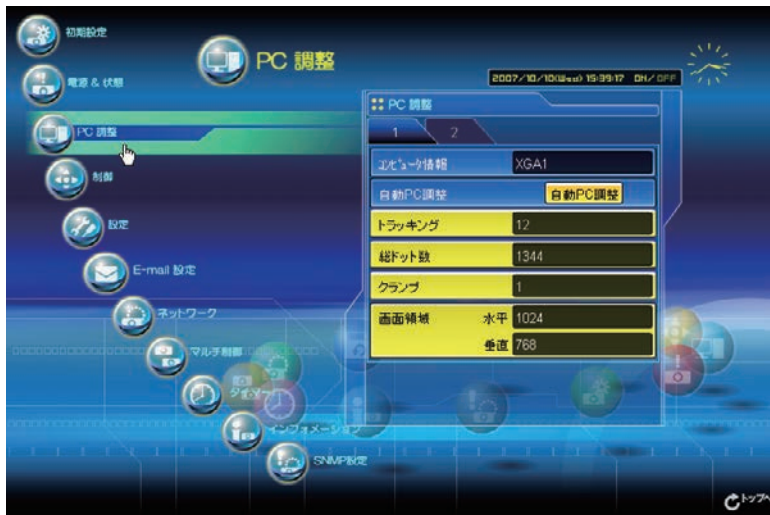 初期設定
PC 調整
電源 & 状態
2007/10/10(Wed) 15:39:17 ON/OFF
PC 調整
PC 調整
1 2
コンピュータ情報 XGA1
制御
自動PC調整 自動PC調整
設定
トラッキング 12
総ドット数 1344
E-mail 設定
クランプ 1
ネットワーク
画面領域 水平 1024
垂直 768
マルチ制御
タイマー
インフォメーション
SNMP設定
トップへ